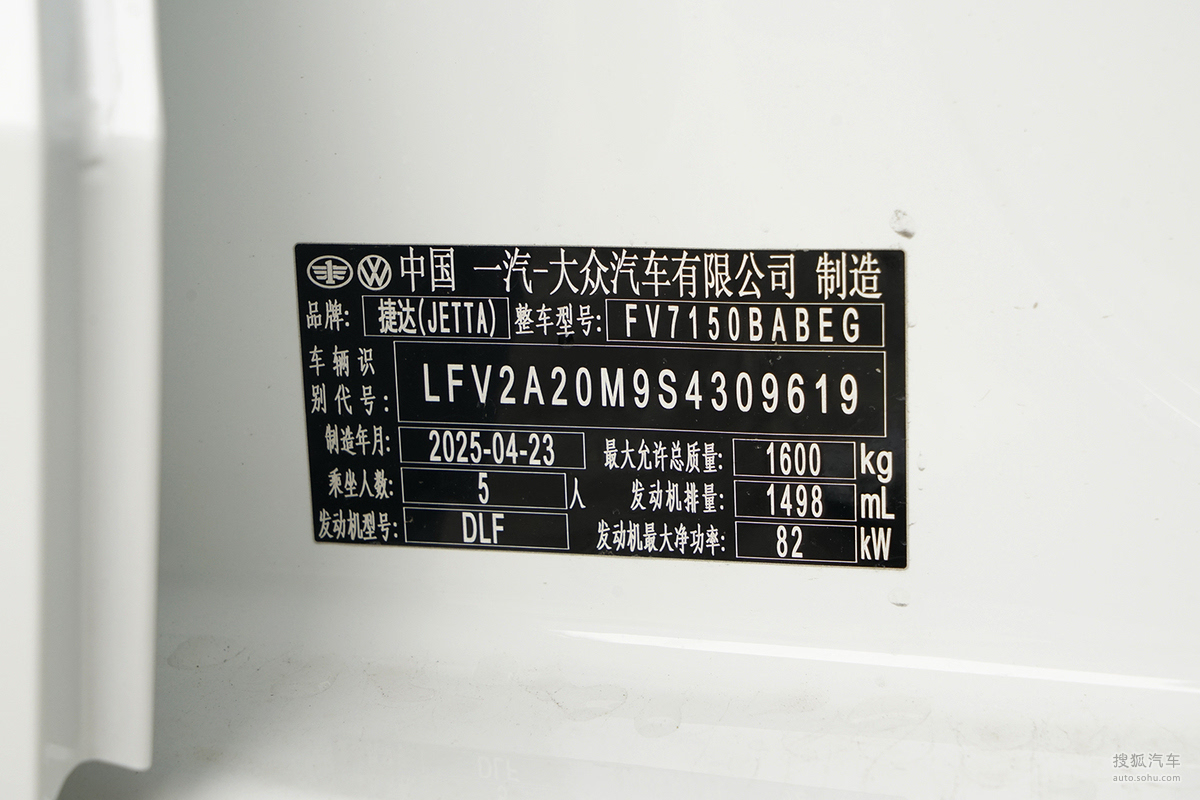 中国 一汽-大众汽车有限公司 制造
品牌: 捷达(JETTA) 整车型号: FV7150BABEG
车辆识别代号: LFV2A20M9S4309619
制造年月: 2025-04-23 最大允许总质量: 1600 kg
乘坐人数: 5 人 发动机排量: 1498 mL
发动机型号: DLF 发动机最大净功率: 82 kW
搜狐汽车
auto.sohu.com